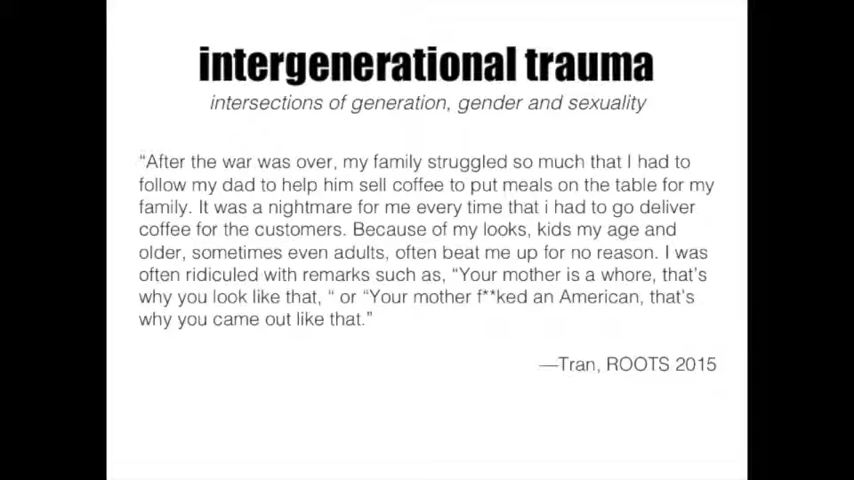 intergenerational trauma
intersections of generation, gender and sexuality
“After the war was over, my family struggled so much that I had to
follow my dad to help him sell coffee to put meals on the table for my
family. It was a nightmare for me every time that i had to go deliver
coffee for the customers. Because of my looks, kids my age and
older, sometimes even adults, often beat me up for no reason. I was
often ridiculed with remarks such as, “Your mother is a whore, that’s
why you look like that, “ or “Your mother f**ked an American, that’s
why you came out like that.”
—Tran, ROOTS 2015